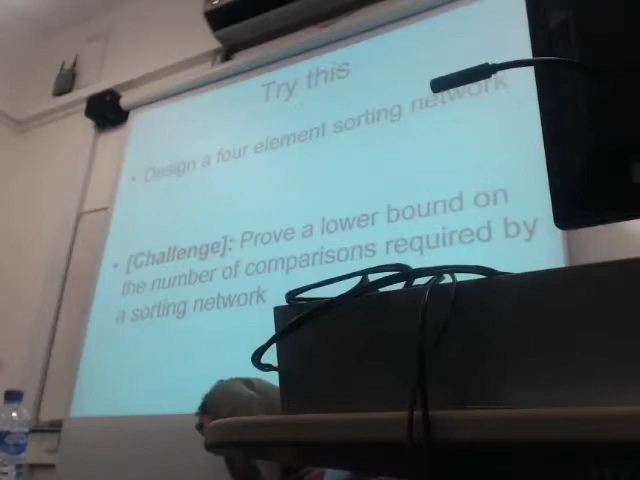 Try this
• Design a four element sorting network
• [Challenge]: Prove a lower bound on
the number of comparisons required by
a sorting network